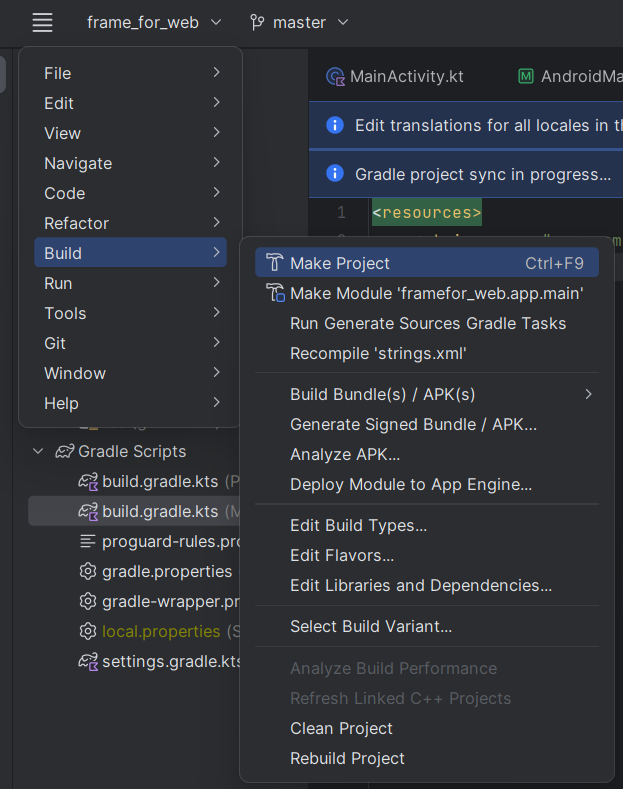 frame_for_web
master
MainActivity.kt
Edit translations for all locales in
Gradle project sync in progress...
1 <resources>
File
Edit
View
Navigate
Code
Refactor
Build
Run
Tools
Git
Window
Help
Make Project Ctrl+F9
Make Module 'framefor_web.app.main'
Run Generate Sources Gradle Tasks
Recompile 'strings.xml'
Build Bundle(s) / APK(s)
Generate Signed Bundle / APK...
Analyze APK...
Deploy Module to App Engine...
Edit Build Types...
Edit Flavors...
Edit Libraries and Dependencies...
Select Build Variant...
Analyze Build Performance
Refresh Linked C++ Projects
Clean Project
Rebuild Project
Gradle Scripts
build.gradle.kts (P
build.gradle.kts (M
proguard-rules.pro
gradle.properties
gradle-wrapper.pr
local.properties (S
settings.gradle.kts